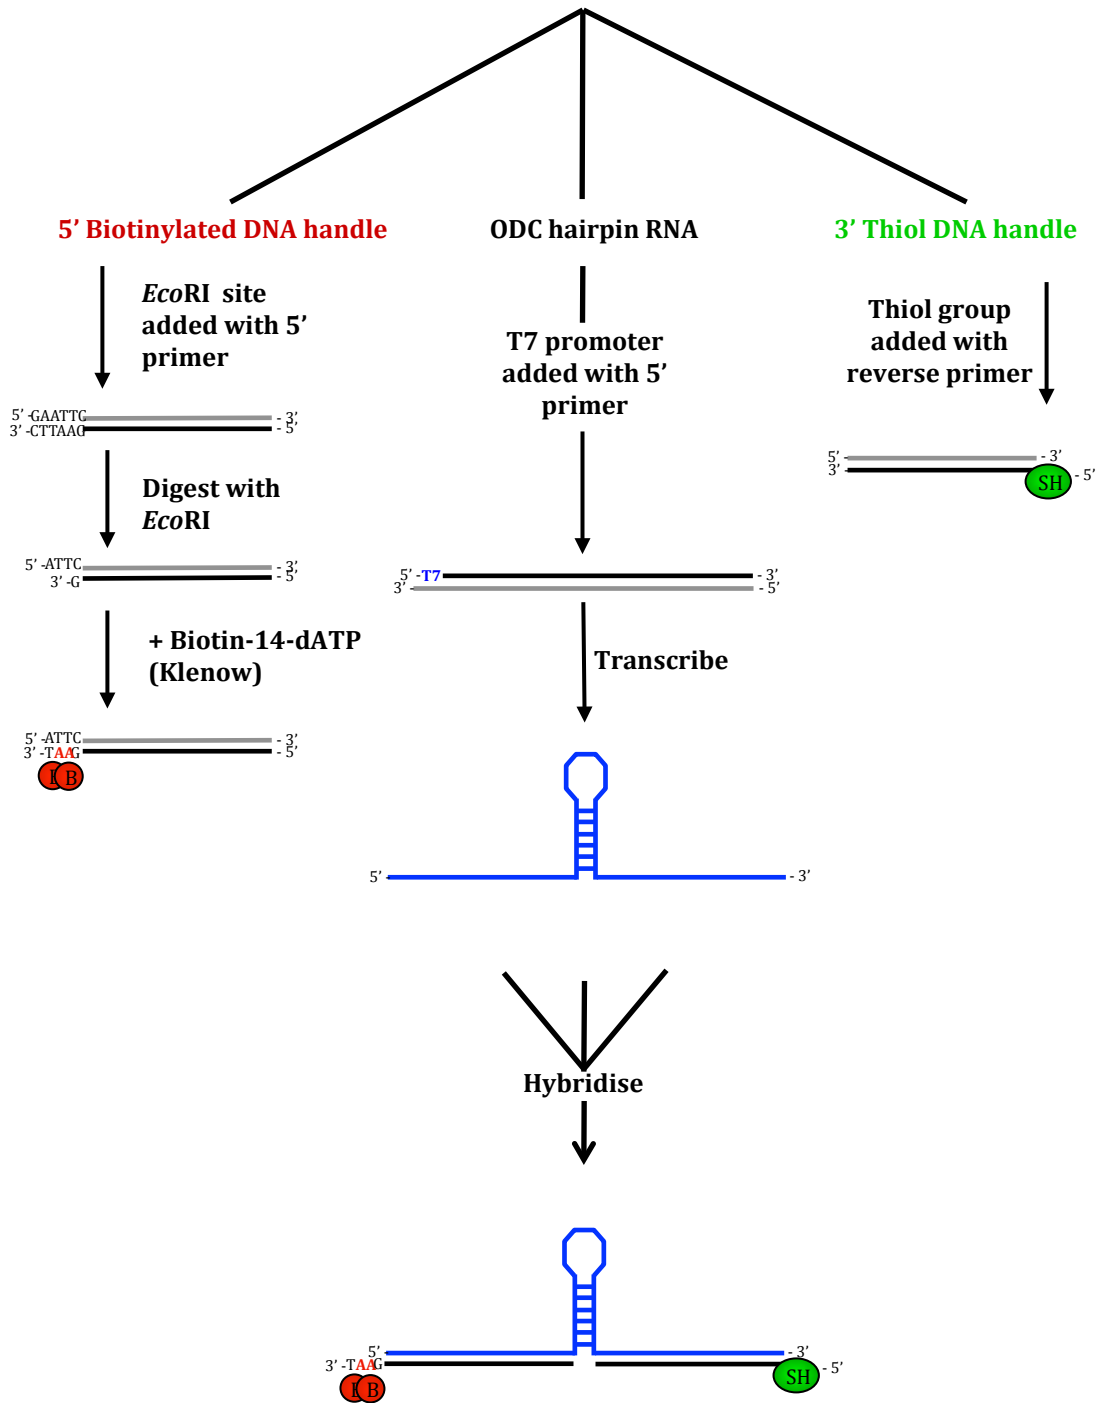 5’ Biotinylated DNA handle
EcoRI site
added with 5’
primer
5’ -GAATTC - 3’
3’ -CTTAAG - 5’
Digest with
EcoRI
5’ -ATTC - 3’
3’ -G - 5’
+ Biotin-14-dATP
(Klenow)
5’ -ATTC - 3’
3’ -TAAG - 5’
B
ODC hairpin RNA
T7 promoter
added with 5’
primer
5’ -T7 - 3’
3’ - - 5’
Transcribe
5’ - - 3’
3’ Thiol DNA handle
Thiol group
added with
reverse primer
5’ - - 3’
3’ - - 5’
SH
Hybridise
5’ - - 3’
3’ -TAAG - 5’
B SH